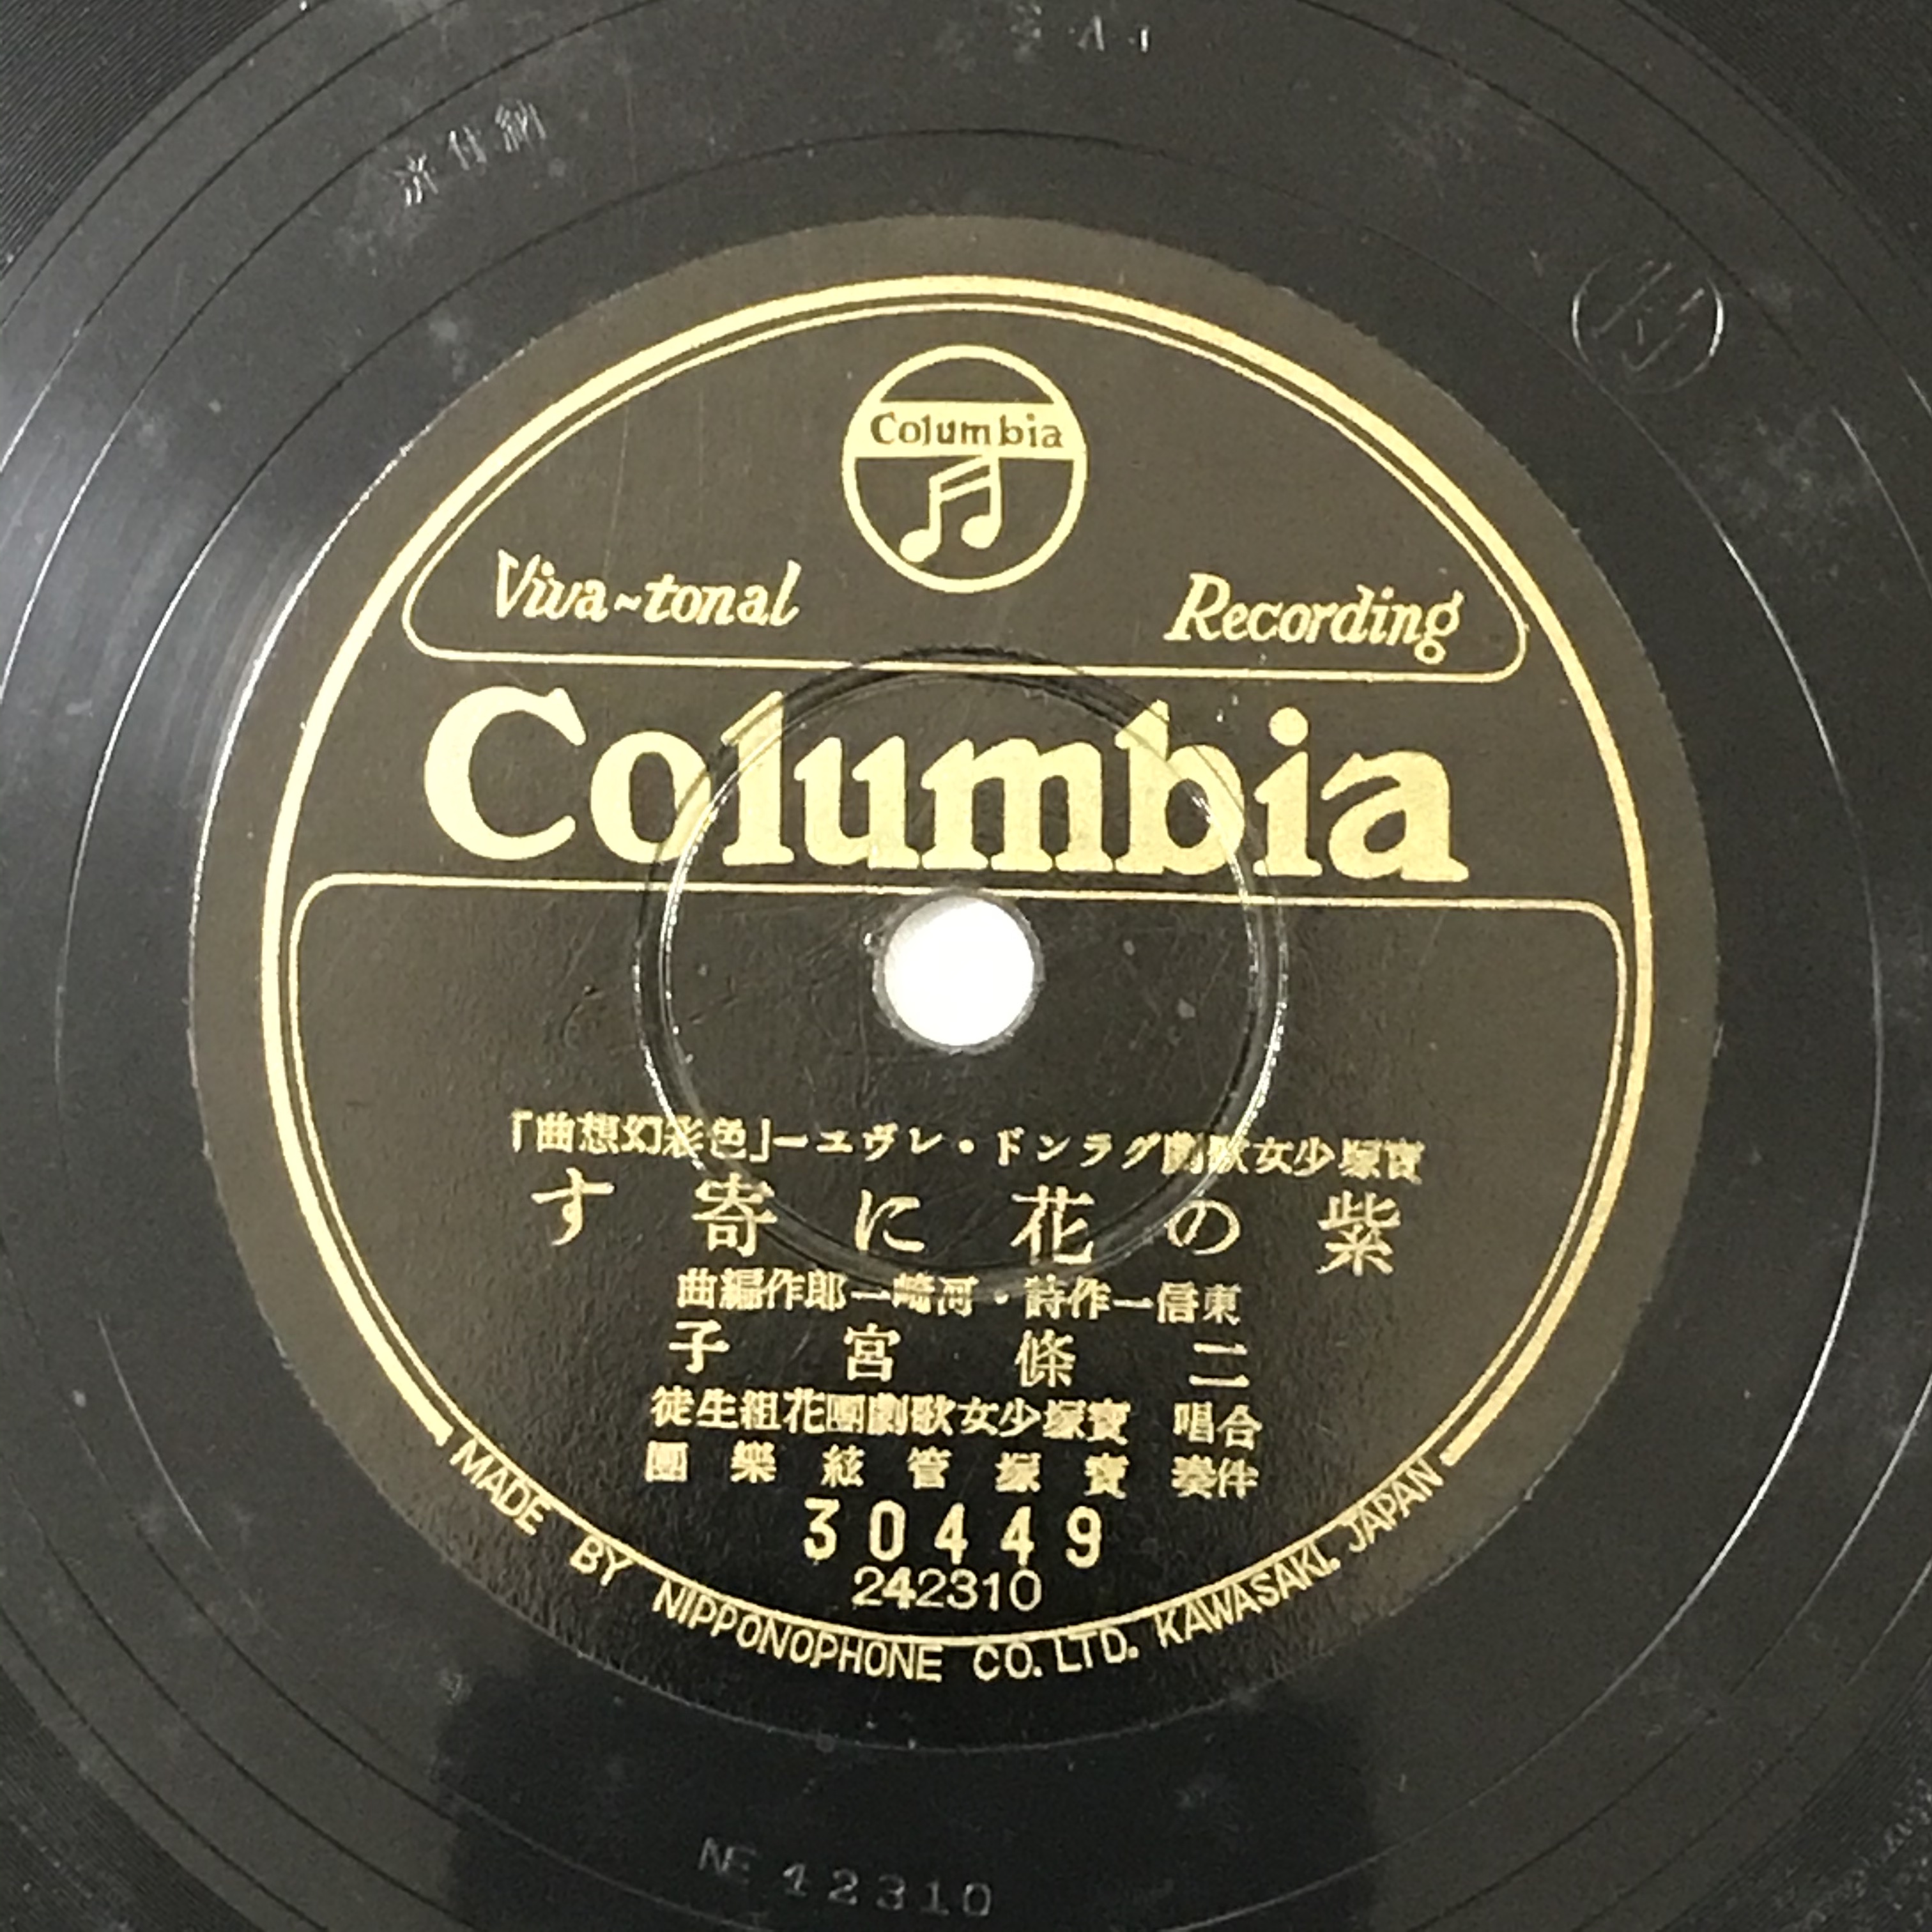 納付済
Columbia
Viva-tonal Recording
Columbia
寶塚少女歌劇グランド・レヴユー「色彩幻想曲」
紫の花に寄す
東信一作詩・河崎一郎作編曲
二條宮子
合唱 寶塚少女歌劇團花組生徒
伴奏 寶塚管絃樂團
30449
242310
MADE BY NIPPONOPHONE CO. LTD. KAWASAKI, JAPAN
NE 42310